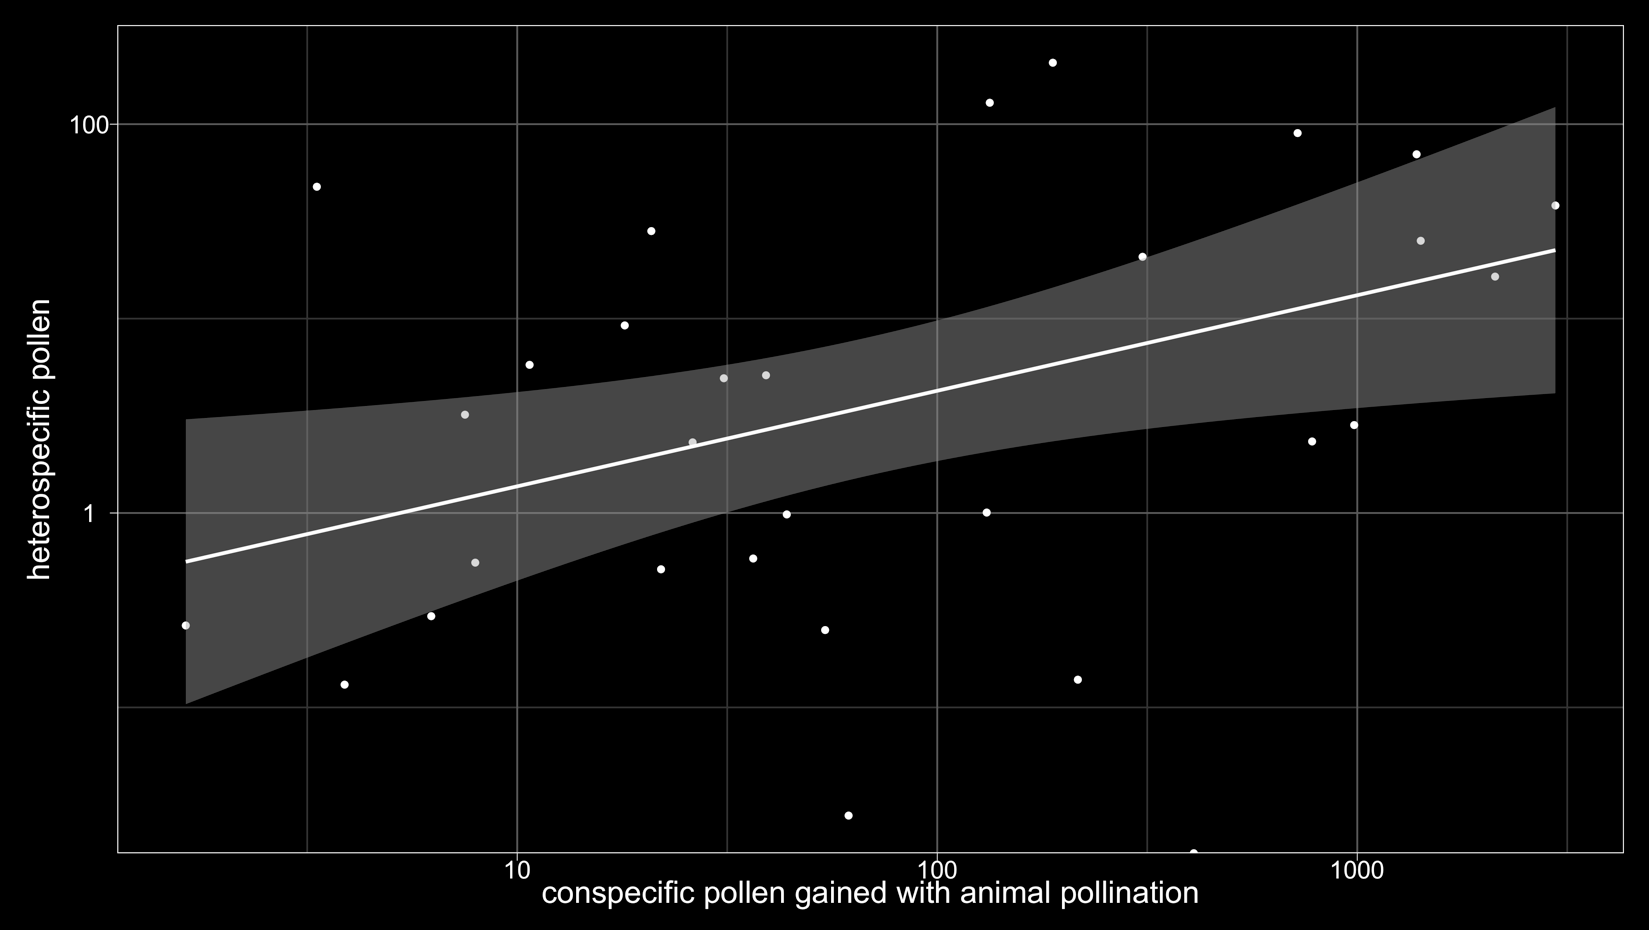 heterospecific pollen
100
1
10
100
1000
conspecific pollen gained with animal pollination